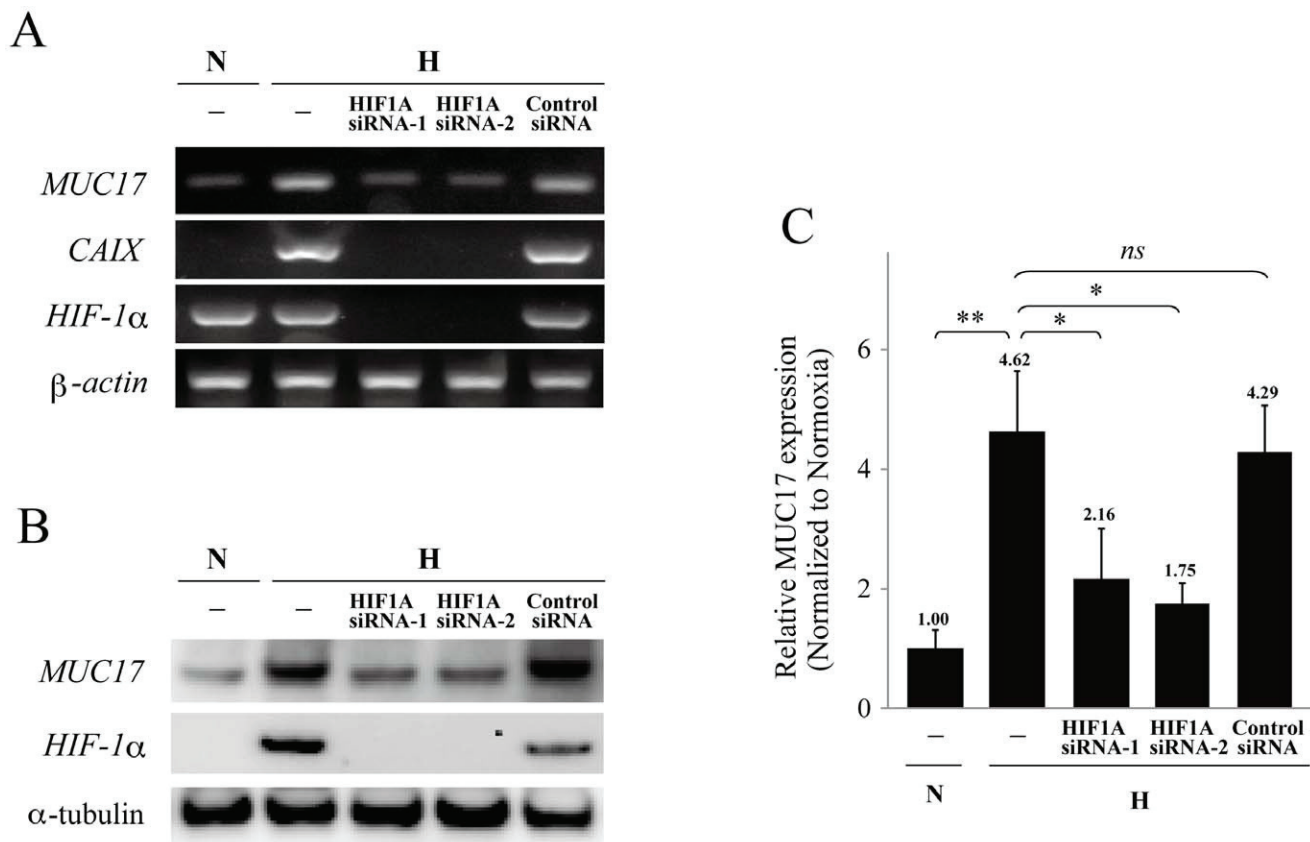 A
N H
– – HIF1A siRNA-1 HIF1A siRNA-2 Control siRNA
MUC17
CAIX
HIF-1α
β-actin
B
N H
– – HIF1A siRNA-1 HIF1A siRNA-2 Control siRNA
MUC17
HIF-1α
α-tubulin
C
Relative MUC17 expression
(Normalized to Normoxia)
6
4
2
0
ns
*
** *
1.00
4.62
2.16
1.75
4.29
– – HIF1A siRNA-1 HIF1A siRNA-2 Control siRNA
N H